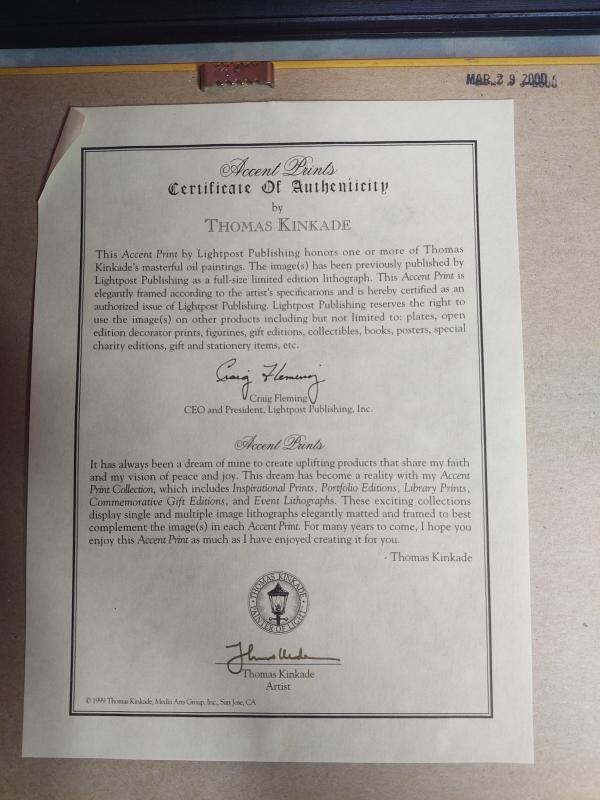 MAR 29 2000
Accent Prints
Certificate Of Authenticity
by
THOMAS KINKADE
This Accent Print by Lightpost Publishing honors one or more of Thomas
Kinkade's masterful oil paintings. The image(s) has been previously published by
Lightpost Publishing as a full-size limited edition lithograph. This Accent Print is
elegantly framed according to the artist's specifications and is hereby certified as an
authorized issue of Lightpost Publishing. Lightpost Publishing reserves the right to
use the image(s) on other products including but not limited to: plates, open
edition decorator prints, figurines, gift editions, collectibles, books, posters, special
charity editions, gift and stationery items, etc.
Craig Fleming
Craig Fleming
CEO and President, Lightpost Publishing, Inc.
Accent Prints
It has always been a dream of mine to create uplifting products that share my faith
and my vision of peace and joy. This dream has become a reality with my Accent
Print Collection, which includes Inspirational Prints, Portfolio Editions, Library Prints,
Commemorative Gift Editions, and Event Lithographs. These exciting collections
display single and multiple image lithographs elegantly matted and framed to best
complement the image(s) in each Accent Print. For many years to come, I hope you
enjoy this Accent Print as much as I have enjoyed creating it for you.
- Thomas Kinkade
THOMAS KINKADE
PAINTER OF LIGHT
Thomas Kinkade
Artist
© 1999 Thomas Kinkade, Media Arts Group, Inc., San Jose, CA